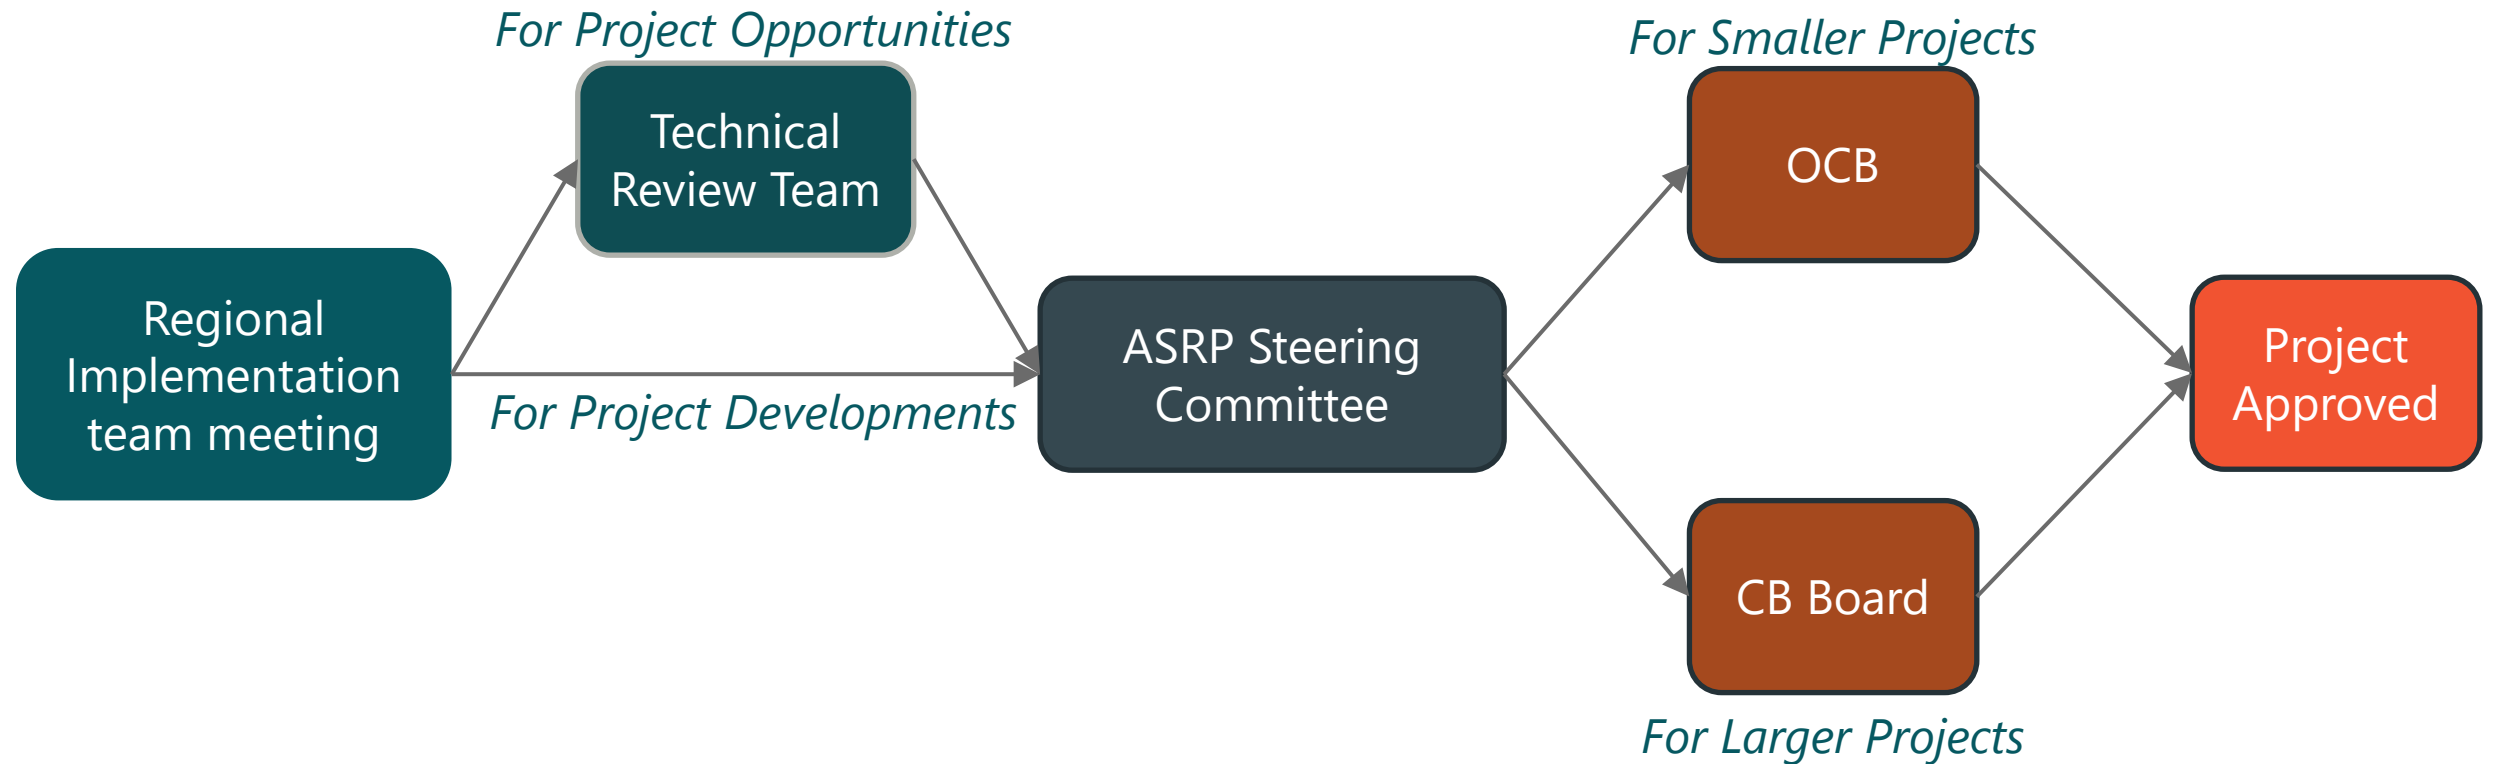 For Project Opportunities
Technical
Review Team
Regional
Implementation
team meeting
For Project Developments
ASRP Steering
Committee
For Smaller Projects
OCB
CB Board
For Larger Projects
Project
Approved